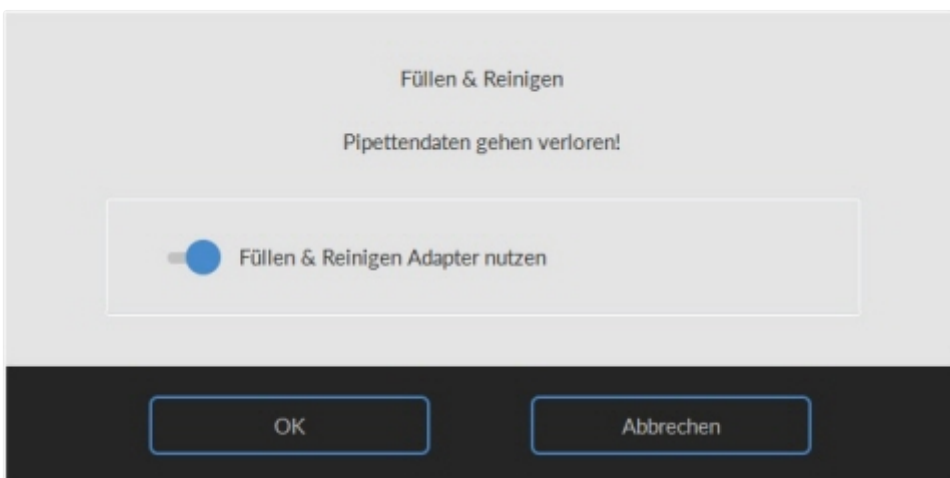 Füllen & Reinigen
Pipettendaten gehen verloren!
Füllen & Reinigen Adapter nutzen
OK
Abbrechen